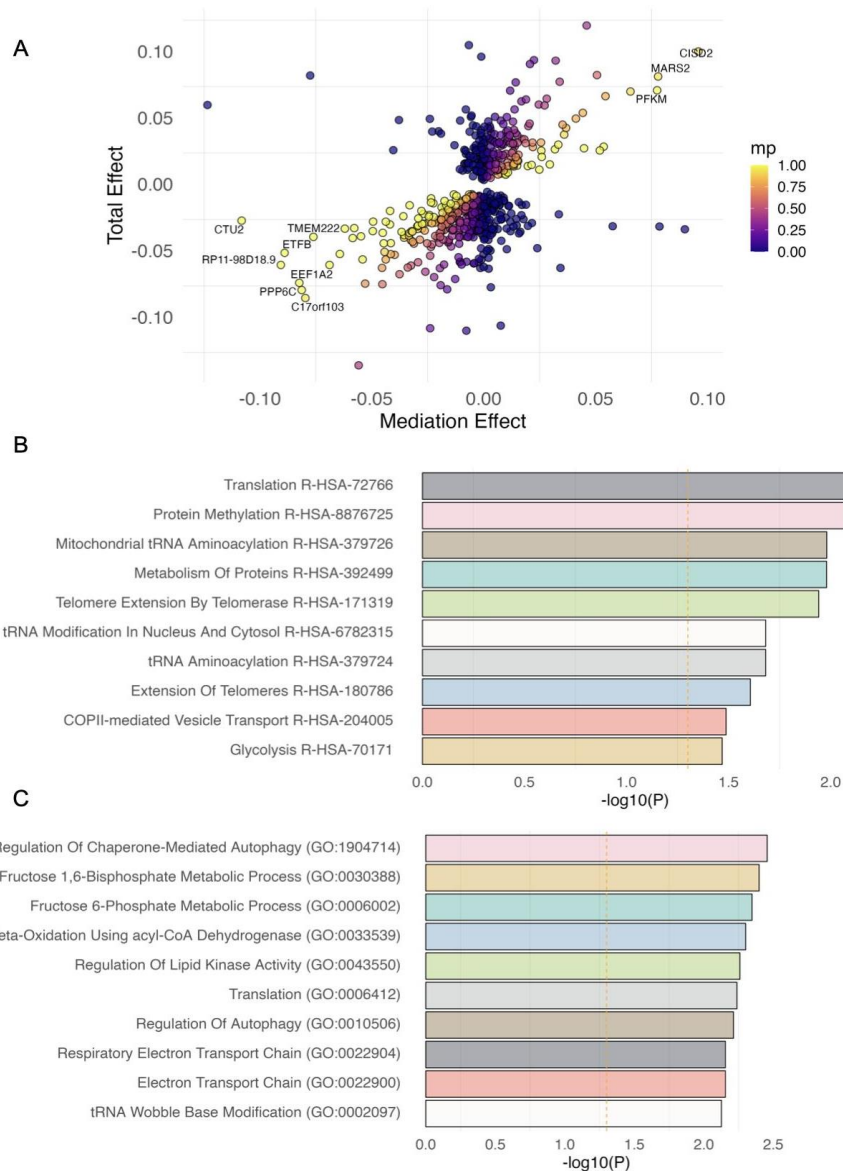 A
Total Effect
0.10
0.05
0.00
-0.05
-0.10
CISD2
MARS2
PFKM
CTU2
TMEM222
ETFB
RP11-98D18.9
EEF1A2
PPP6C
C17orf103
mp
1.00
0.75
0.50
0.25
0.00
-0.10 -0.05 0.00 0.05 0.10
Mediation Effect
B
Translation R-HSA-72766
Protein Methylation R-HSA-8876725
Mitochondrial tRNA Aminoacylation R-HSA-379726
Metabolism Of Proteins R-HSA-392499
Telomere Extension By Telomerase R-HSA-171319
tRNA Modification In Nucleus And Cytosol R-HSA-6782315
tRNA Aminoacylation R-HSA-379724
Extension Of Telomeres R-HSA-180786
COPII-mediated Vesicle Transport R-HSA-204005
Glycolysis R-HSA-70171
0.0 0.5 1.0 1.5 2.0
-log10(P)
C
Regulation Of Chaperone-Mediated Autophagy (GO:1904714)
Fructose 1,6-Bisphosphate Metabolic Process (GO:0030388)
Fructose 6-Phosphate Metabolic Process (GO:0006002)
eta-Oxidation Using acyl-CoA Dehydrogenase (GO:0033539)
Regulation Of Lipid Kinase Activity (GO:0043550)
Translation (GO:0006412)
Regulation Of Autophagy (GO:0010506)
Respiratory Electron Transport Chain (GO:0022904)
Electron Transport Chain (GO:0022900)
tRNA Wobble Base Modification (GO:0002097)
0.0 0.5 1.0 1.5 2.0 2.5
-log10(P)